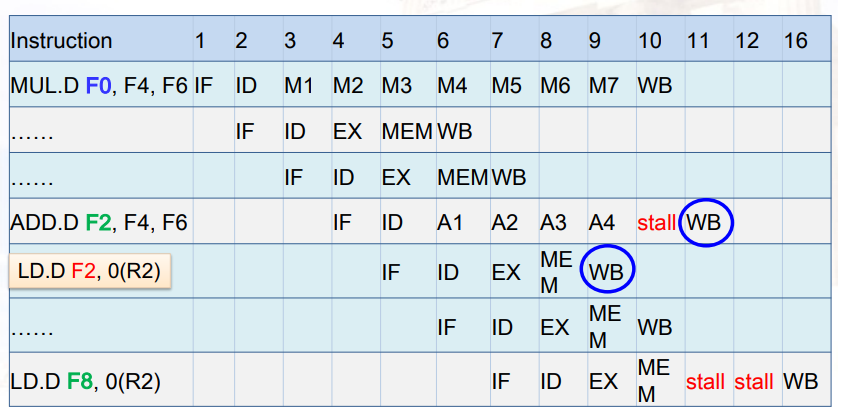 Instruction 1 2 3 4 5 6 7 8 9 10 11 12 16
MUL.D F0, F4, F6 IF ID M1 M2 M3 M4 M5 M6 M7 WB
...... IF ID EX MEM WB
...... IF ID EX MEM WB
ADD.D F2, F4, F6 IF ID A1 A2 A3 A4 stall WB
LD.D F2, 0(R2) IF ID EX ME
M WB
...... IF ID EX ME
M WB
LD.D F8, 0(R2) IF ID EX ME
M stall stall WB